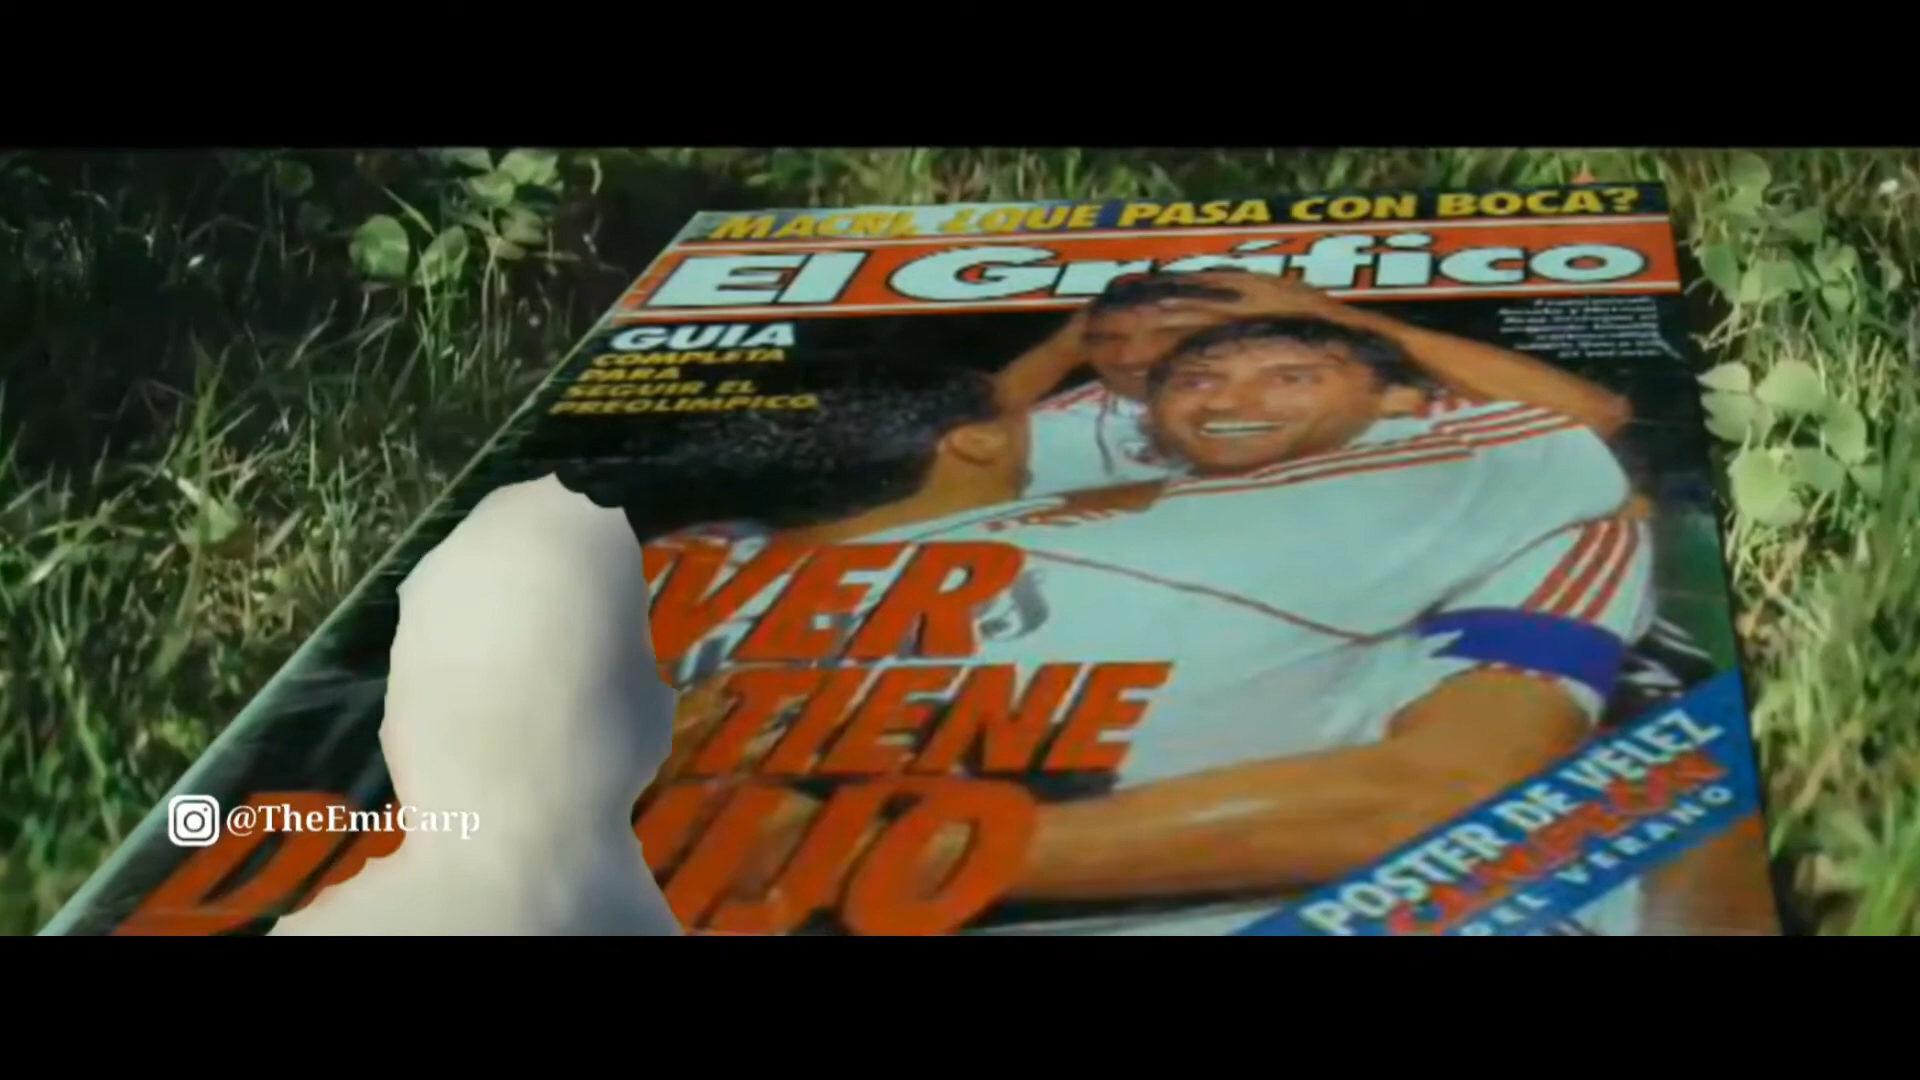 MACRI, ¿QUE PASA CON BOCA?
El Gráfico
GUIA
COMPLETA
PARA
SEGUIR EL
PREOLIMPICO
VER
TIENE
POSTER DE VELEZ
CAMPEON
DEL VERANO
@TheEmiCarp